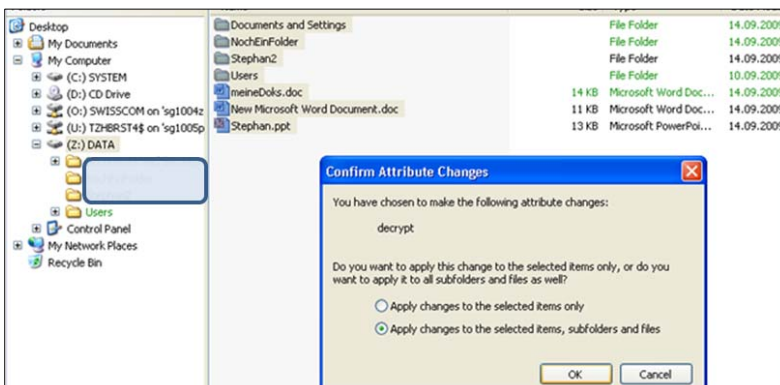 Desktop
My Documents
My Computer
(C:) SYSTEM
(D:) CD Drive
(O:) SWISSCOM on 'sg1004z
(U:) TZHBRST4$ on 'sg1005p
(Z:) DATA
Users
Control Panel
My Network Places
Recycle Bin
Documents and Settings File Folder 14.09.2009
NochEinFolder File Folder 14.09.2009
Stephan2 File Folder 14.09.2009
Users File Folder 10.09.2009
meineDoks.doc 14 KB Microsoft Word Doc... 14.09.2009
New Microsoft Word Document.doc 11 KB Microsoft Word Doc... 14.09.2009
Stephan.ppt 13 KB Microsoft PowerPoi... 14.09.2009
Confirm Attribute Changes
You have chosen to make the following attribute changes:
decrypt
Do you want to apply this change to the selected items only, or do you
want to apply it to all subfolders and files as well?
Apply changes to the selected items only
Apply changes to the selected items, subfolders and files
OK Cancel